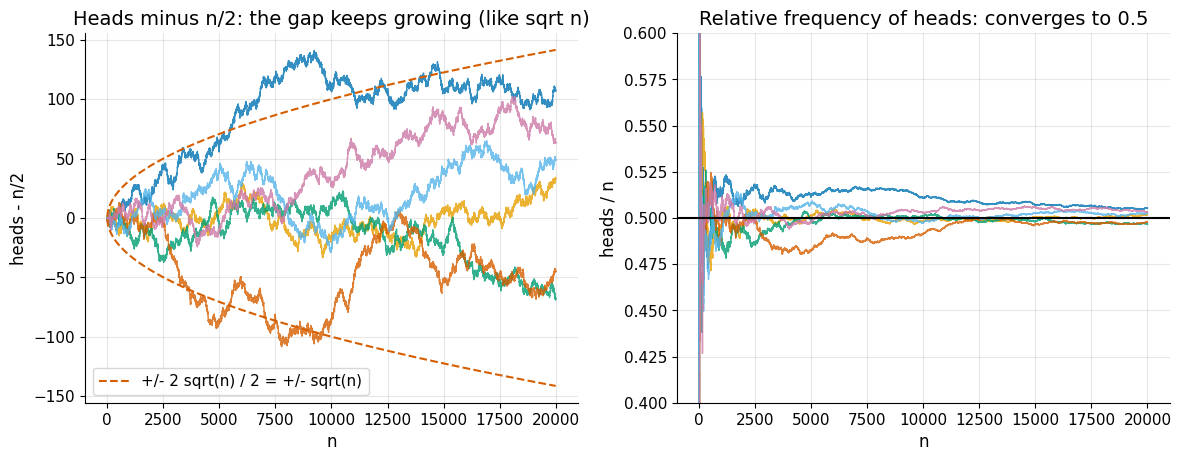 Heads minus n/2: the gap keeps growing (like sqrt n)
150
100
50
0
−50
−100
−150
heads - n/2
+/- 2 sqrt(n) / 2 = +/- sqrt(n)
0 2500 5000 7500 10000 12500 15000 17500 20000
n
Relative frequency of heads: converges to 0.5
0.600
0.575
0.550
0.525
0.500
0.475
0.450
0.425
0.400
heads / n
0 2500 5000 7500 10000 12500 15000 17500 20000
n